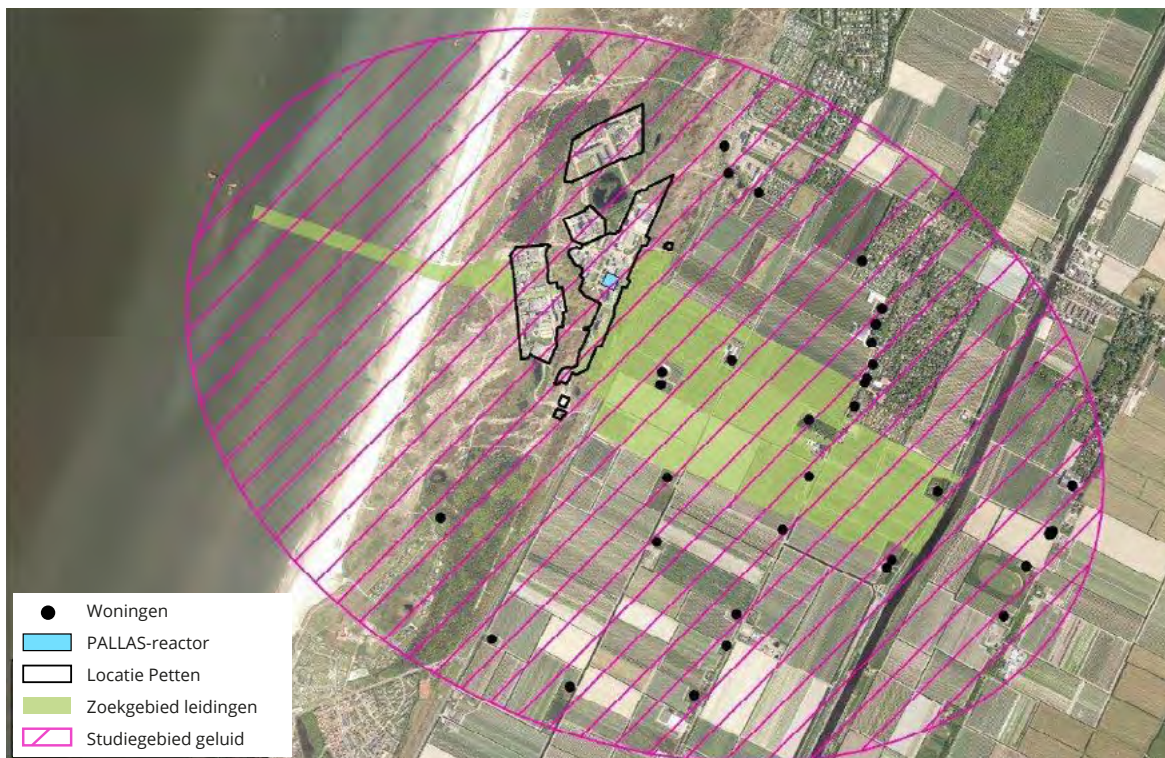 Woningen
PALLAS-reactor
Locatie Petten
Zoekgebied leidingen
Studiegebied geluid